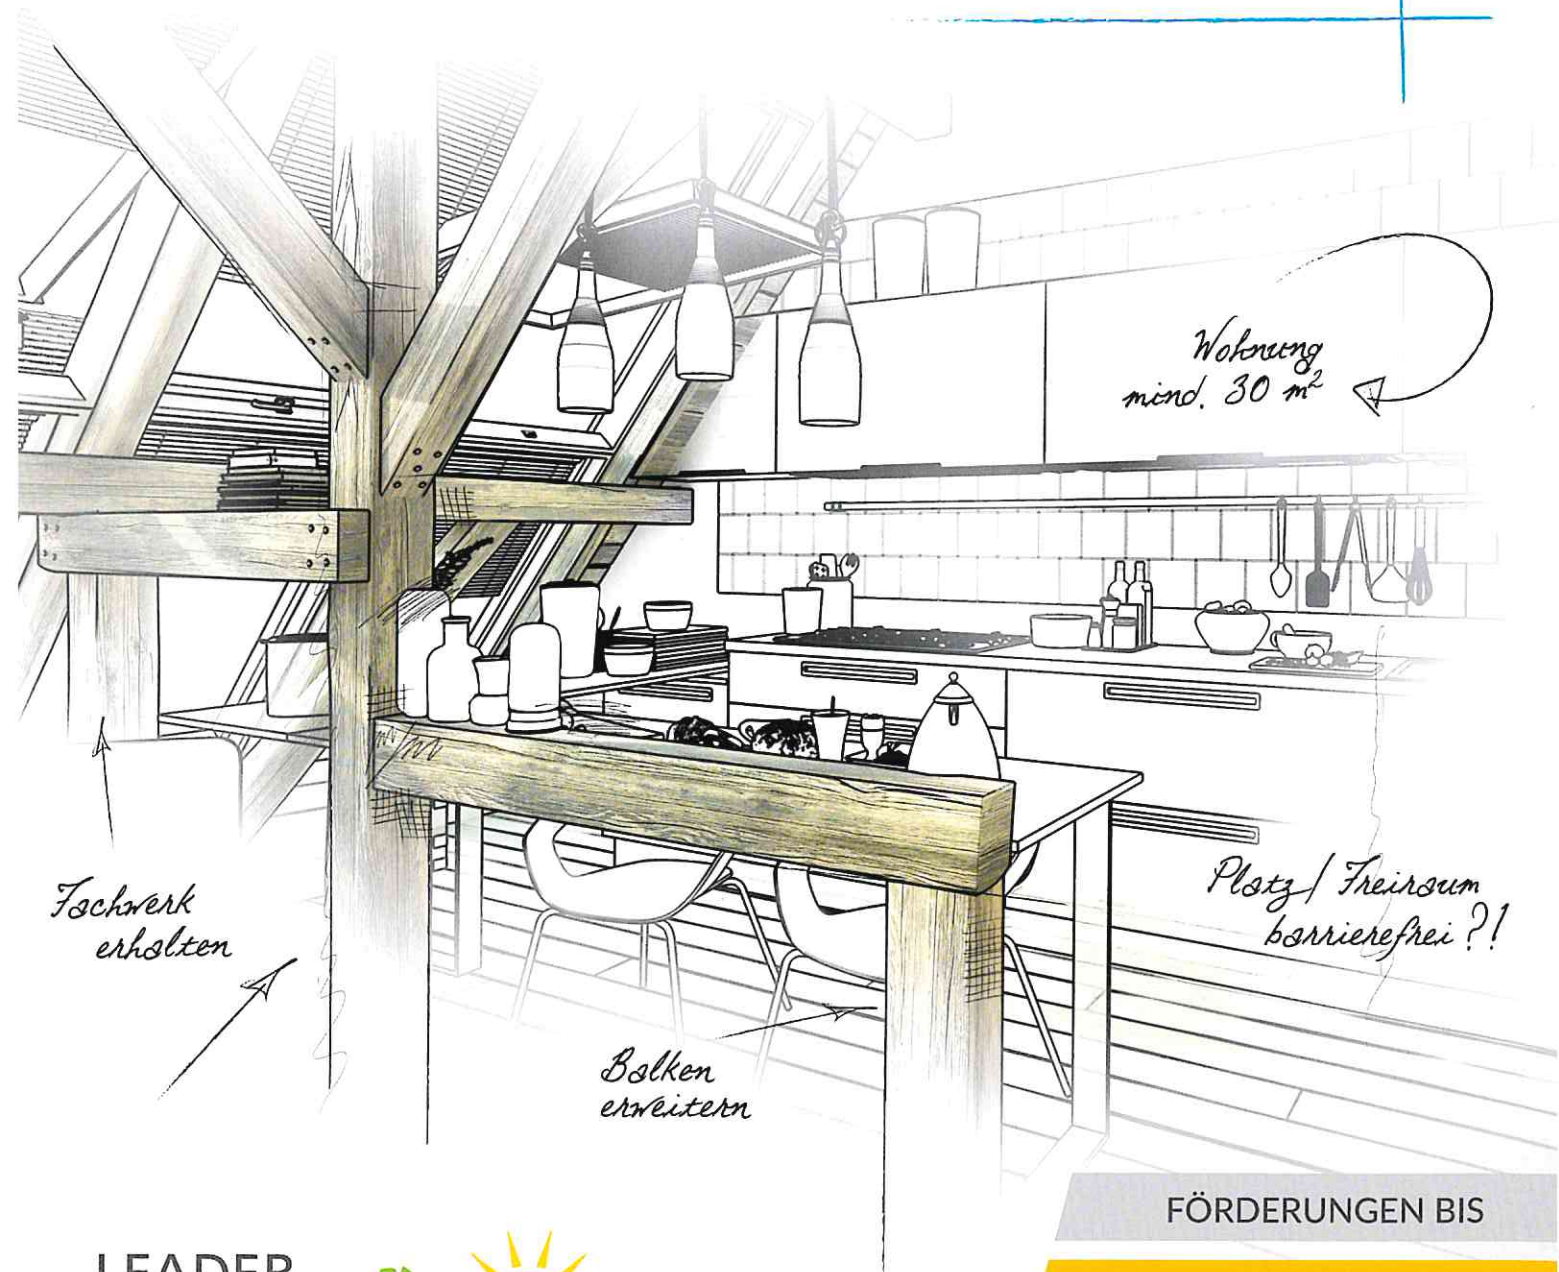 Wohnung
mind. 30 m²
Platz / Freiraum
barrierefrei ?!
Fachwerk
erhalten
Balken
erweitern
FÖRDERUNGEN BIS
LEADER